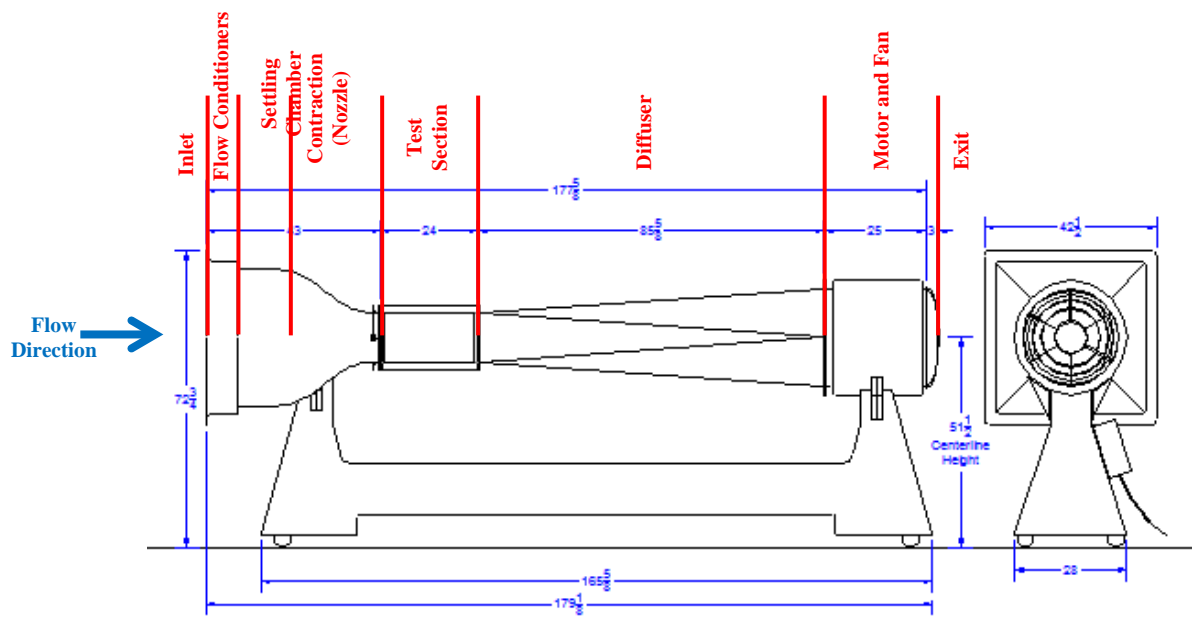 Inlet
Flow Conditioners
Settling
Chamber
Contraction
(Nozzle)
Test
Section
Diffuser
Motor and Fan
Exit
177 5/8
43
24
85 5/8
25
3
42 1/2
Flow
Direction
72 3/4
51 1/2
Centerline
Height
165 5/8
28
179 1/8